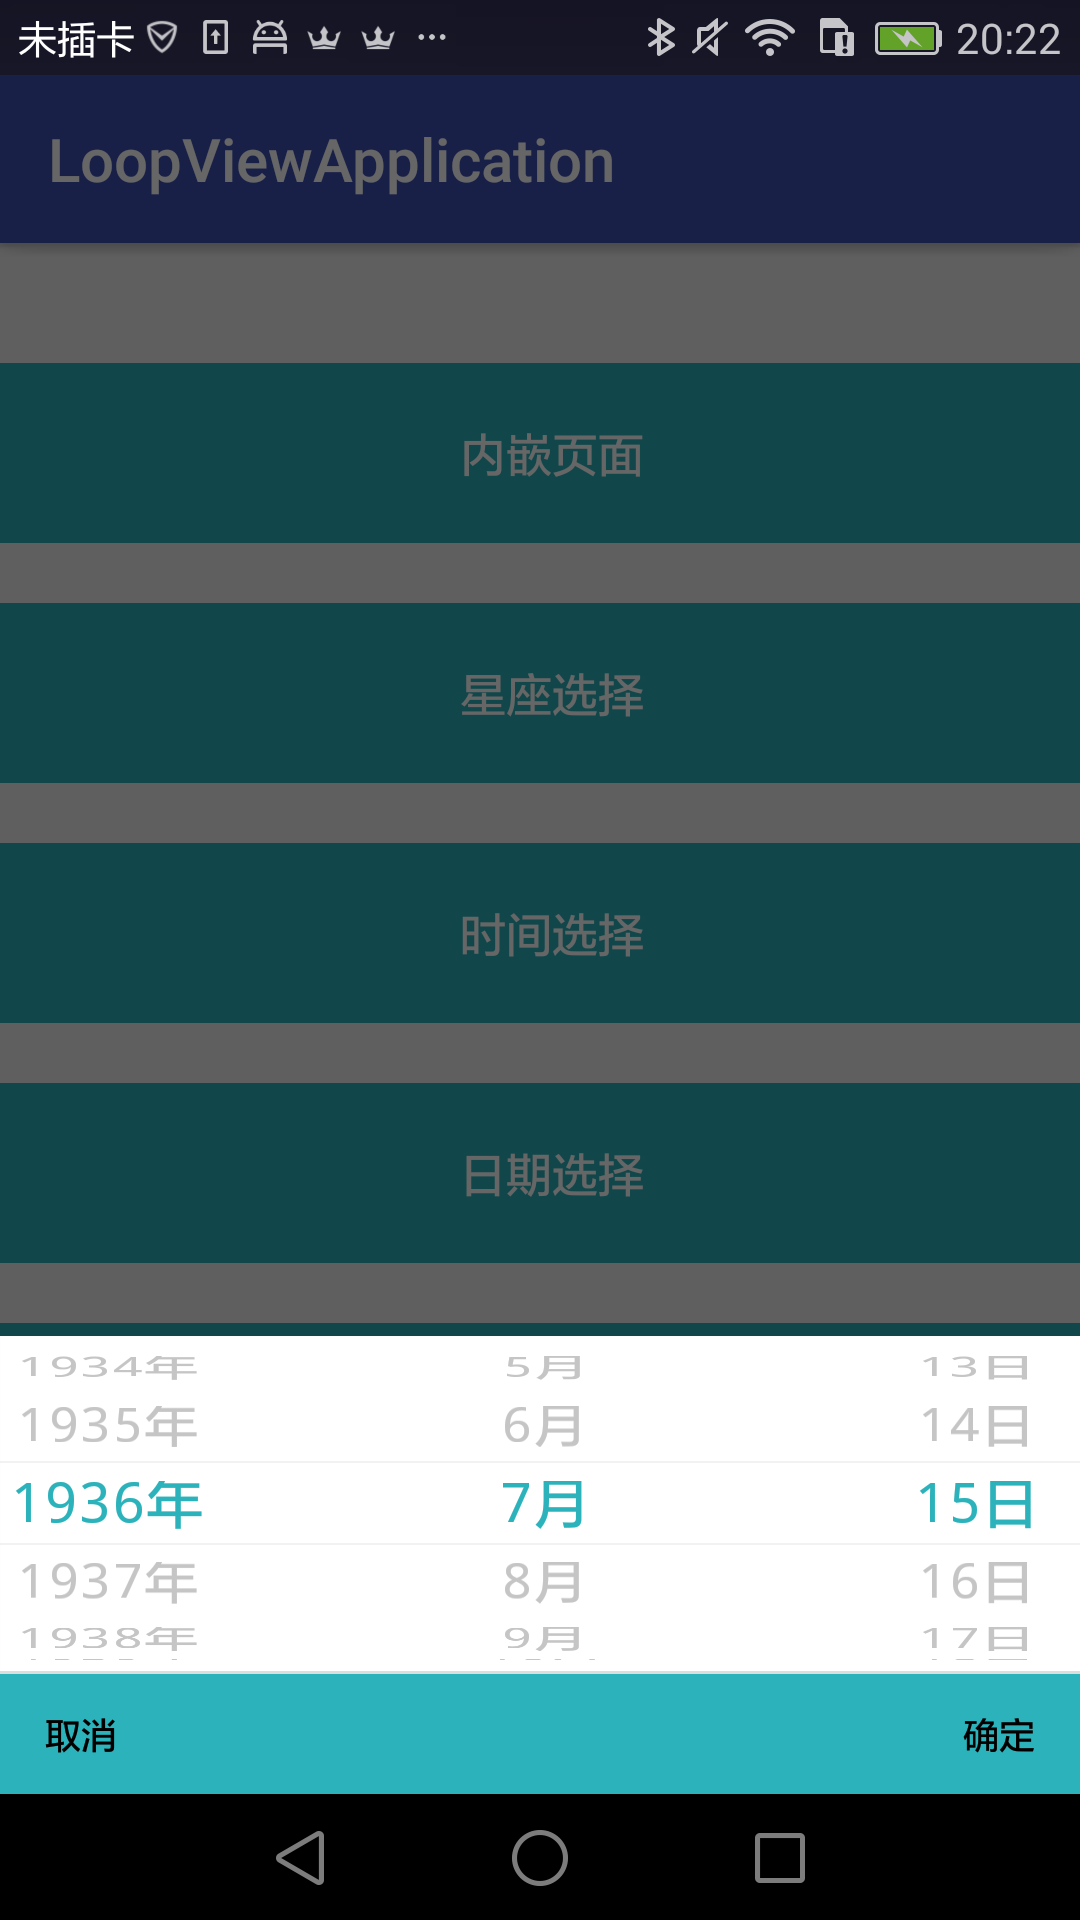 未插卡 20:22
LoopViewApplication
内嵌页面
星座选择
时间选择
日期选择
1934年 5月 13日
1935年 6月 14日
1936年 7月 15日
1937年 8月 16日
1938年 9月 17日
取消 确定